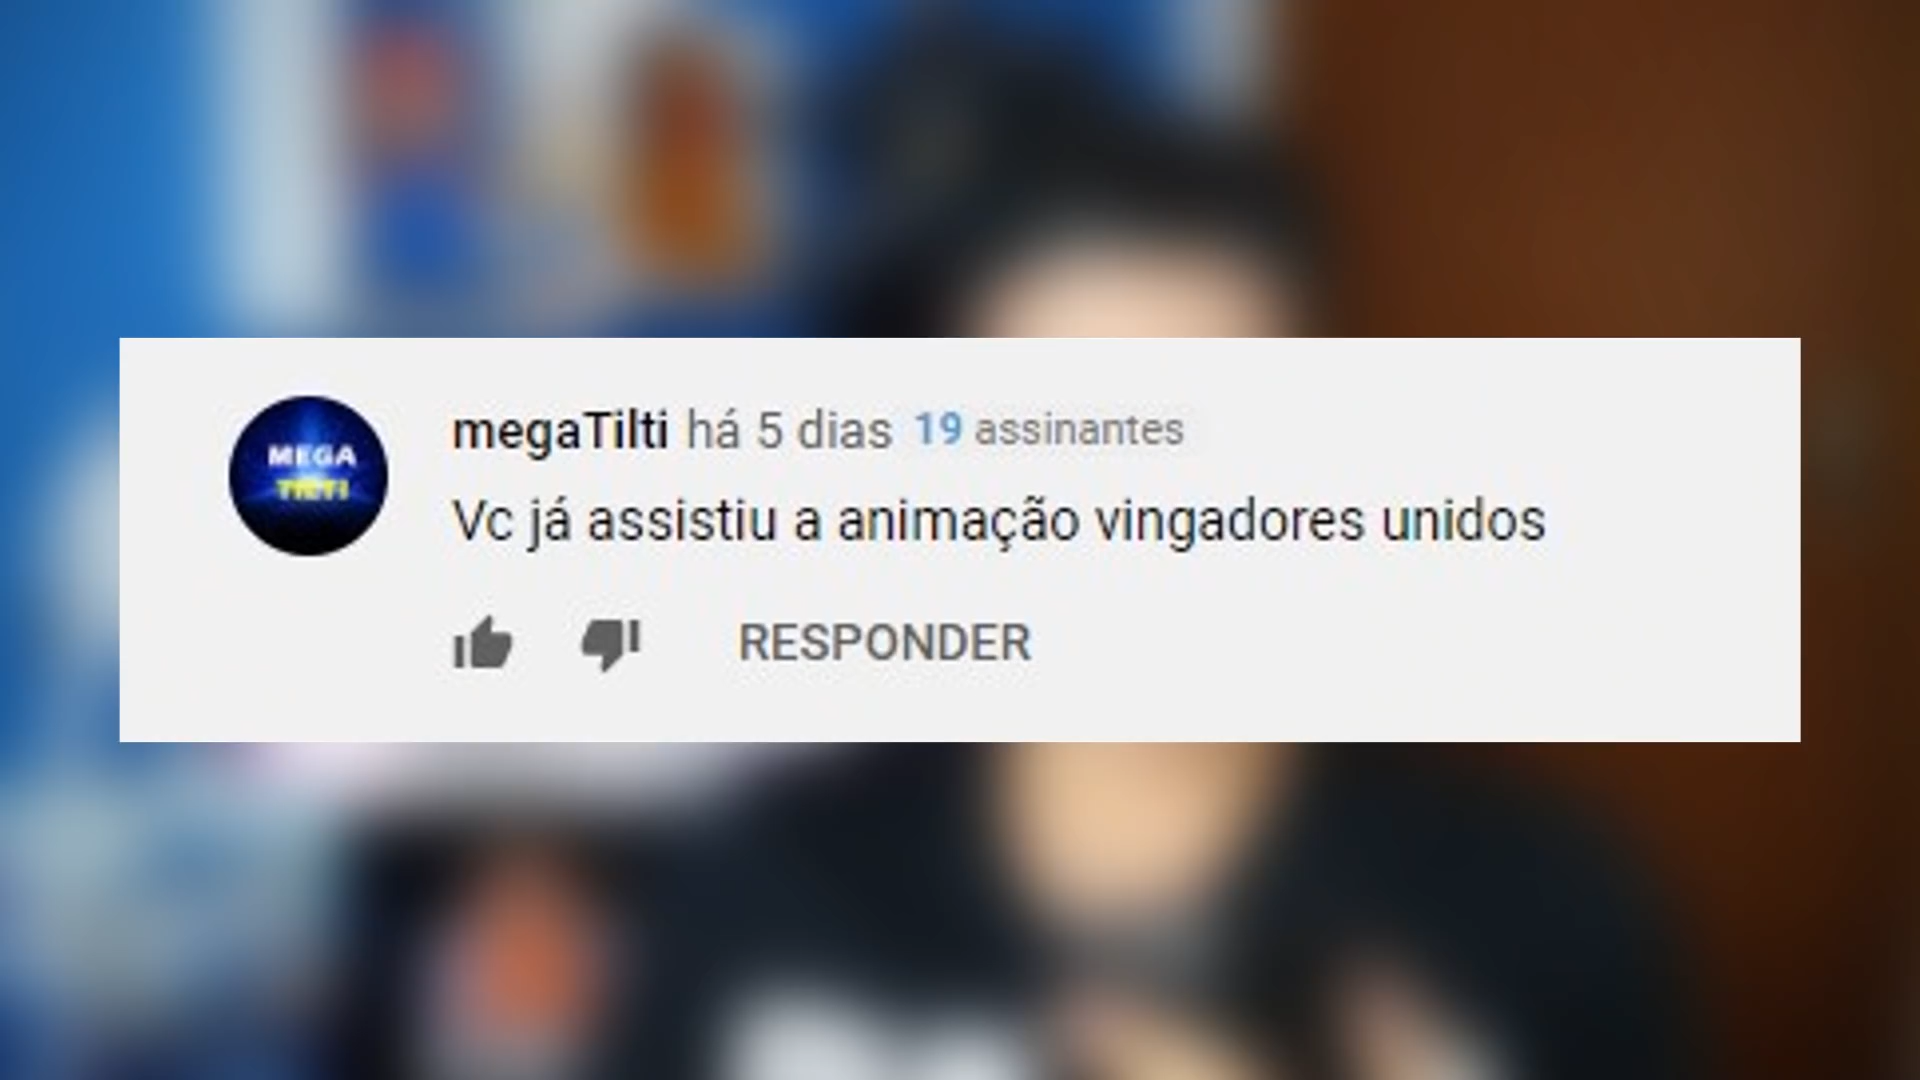 MEGA
TILTI
megaTilti há 5 dias 19 assinantes
Vc já assistiu a animação vingadores unidos
RESPONDER